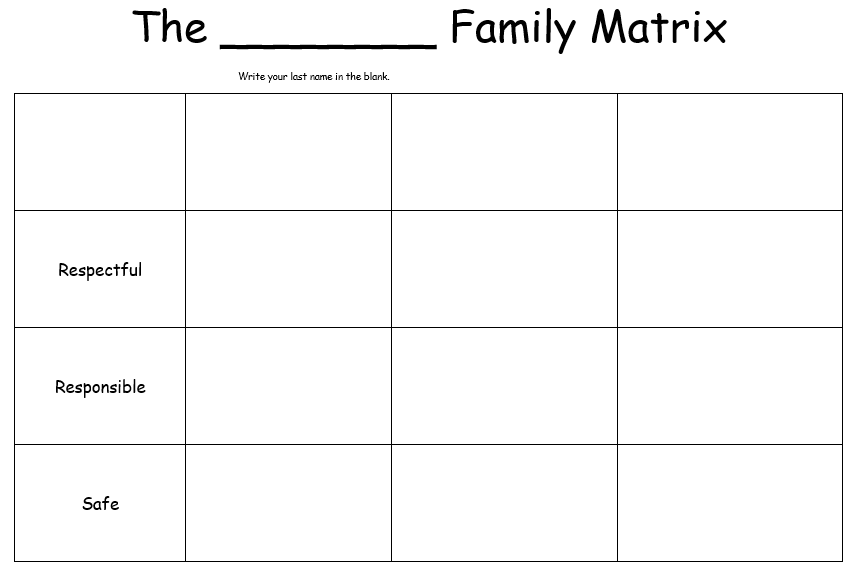 The ________ Family Matrix
Write your last name in the blank.
Respectful
Responsible
Safe